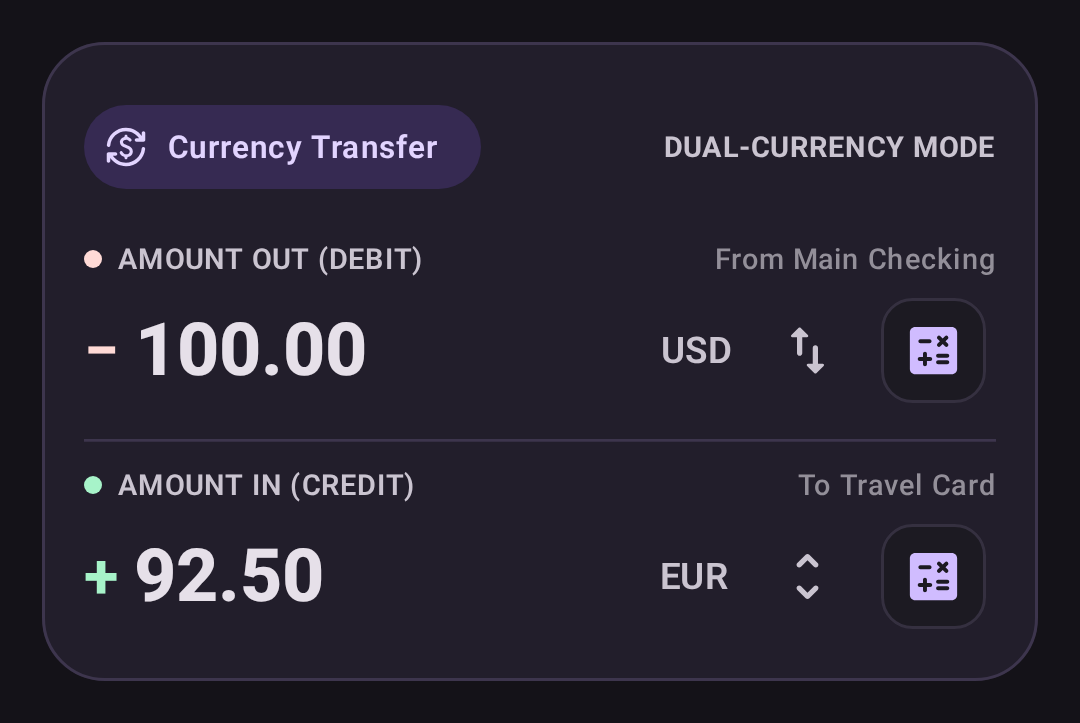 Currency Transfer
DUAL-CURRENCY MODE
AMOUNT OUT (DEBIT)
From Main Checking
− 100.00
USD
AMOUNT IN (CREDIT)
To Travel Card
+ 92.50
EUR